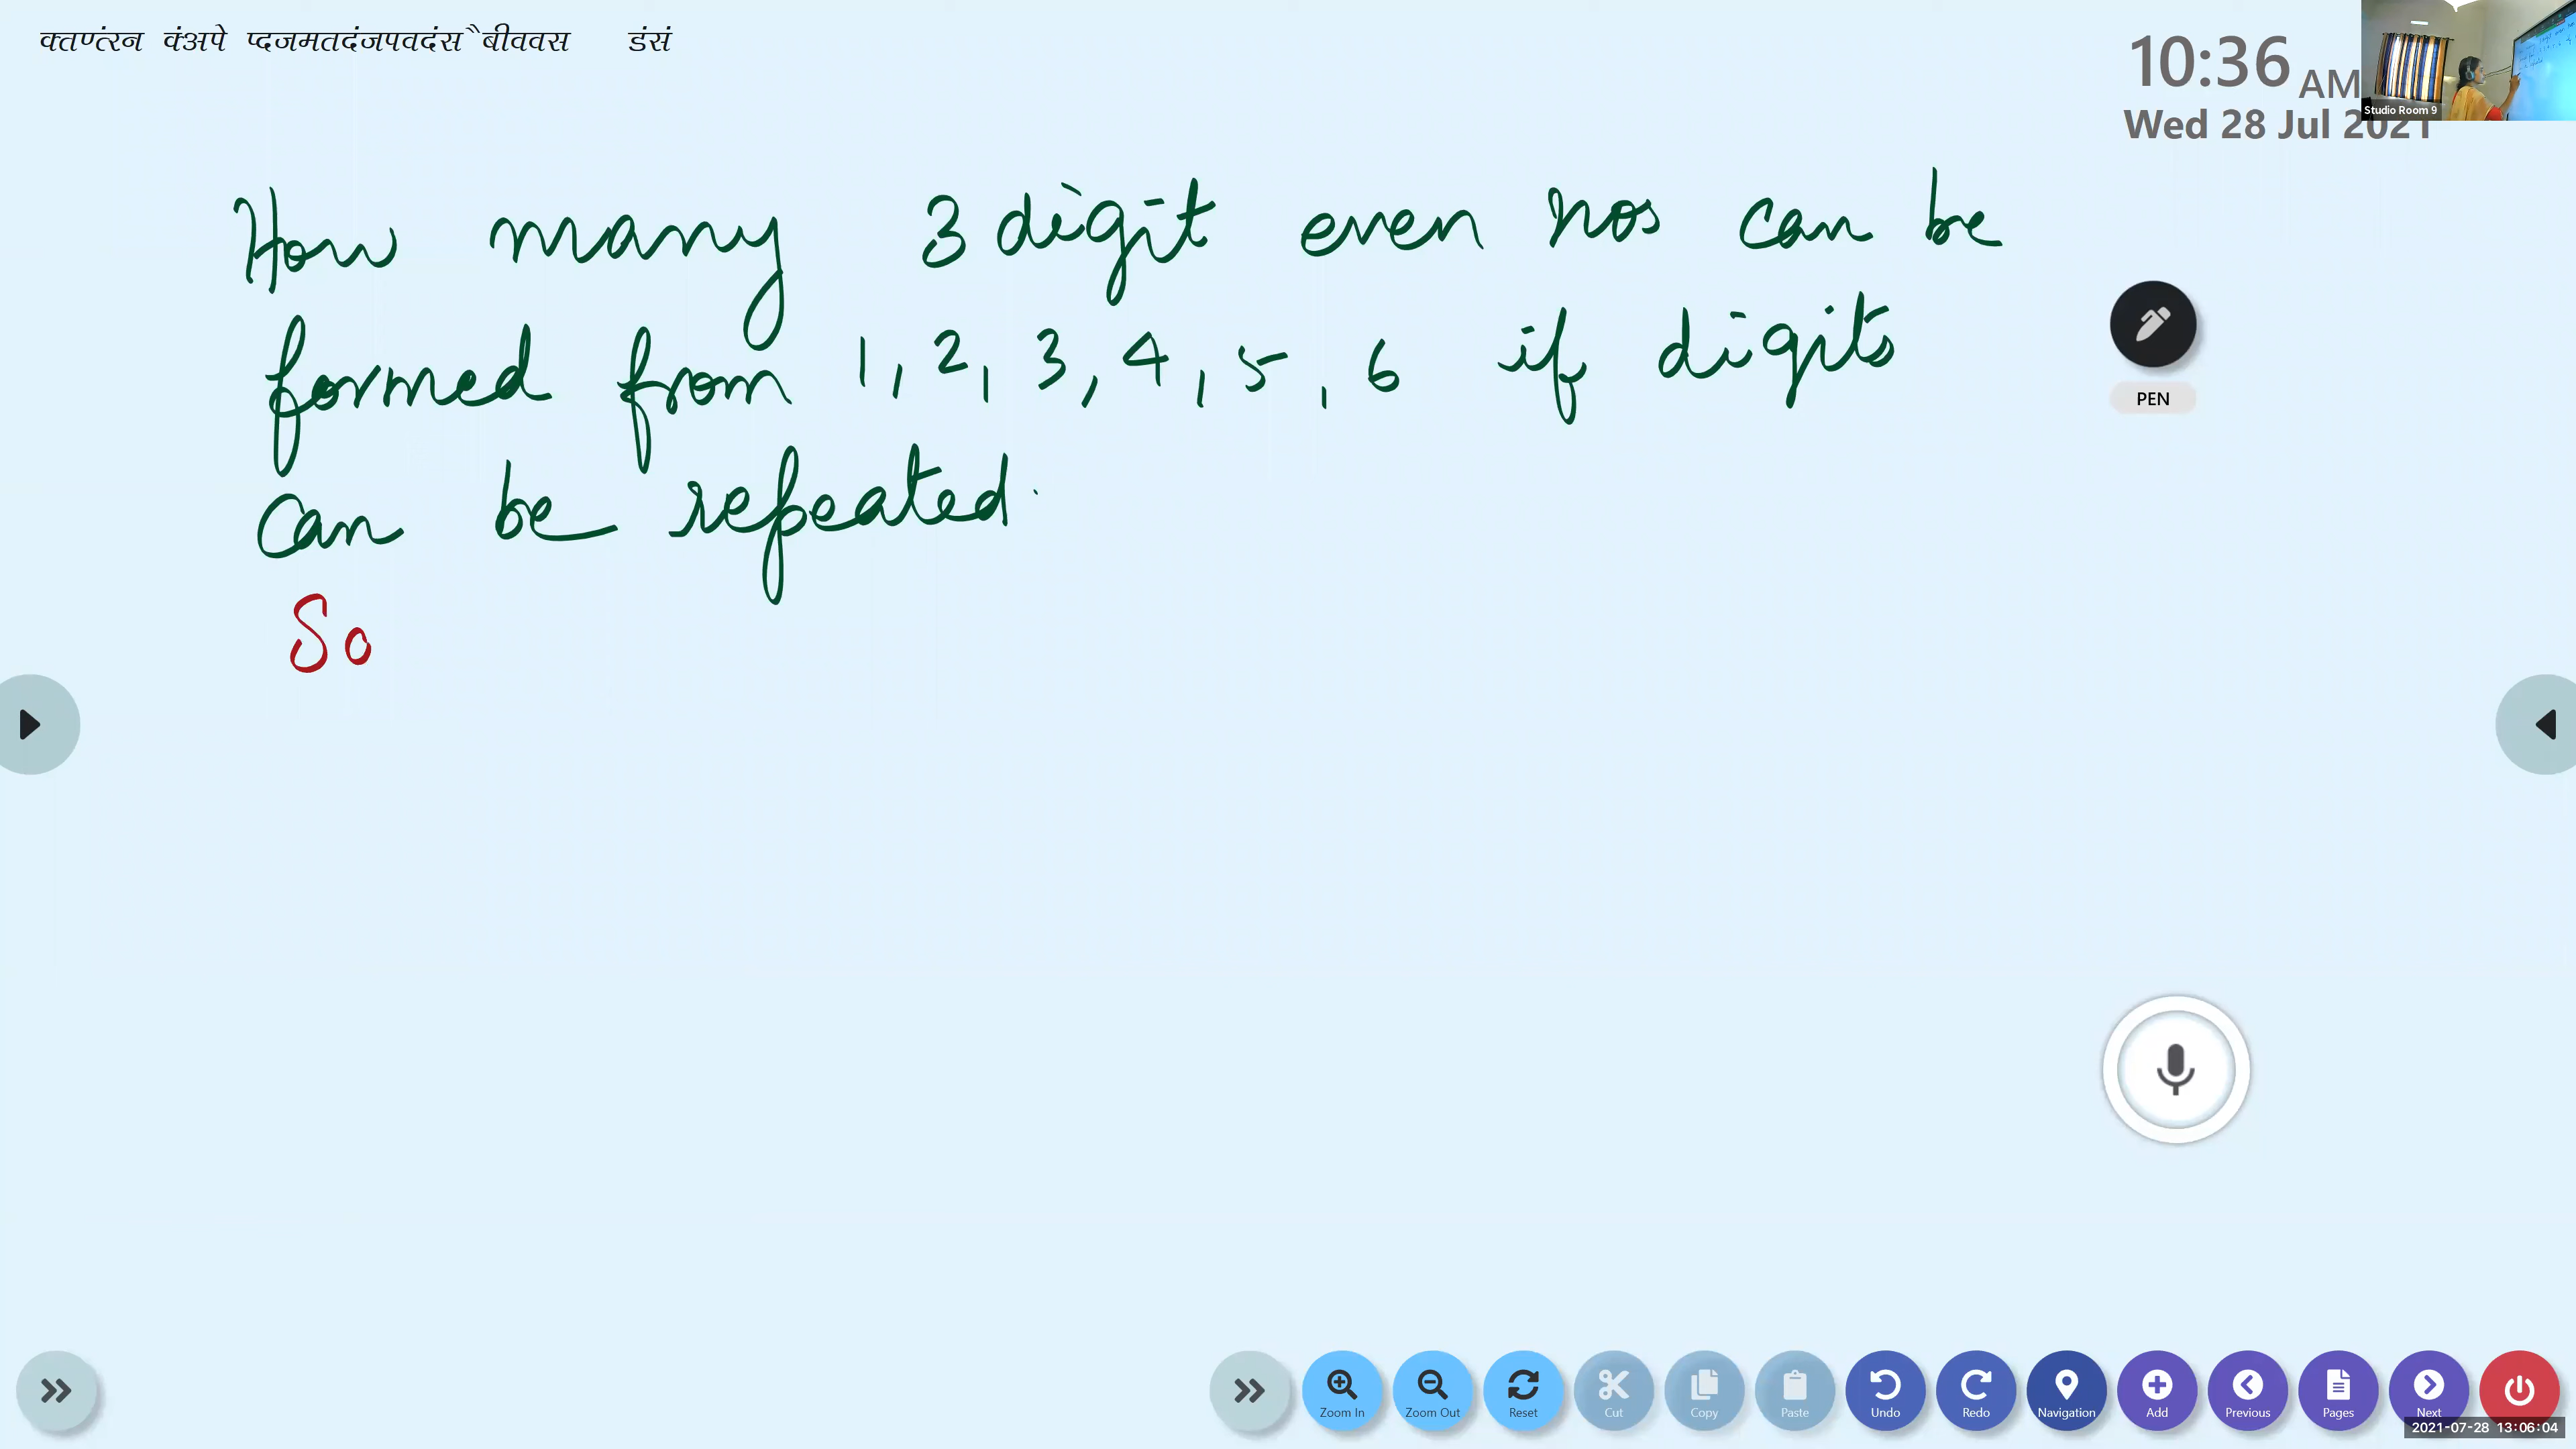 क्तण्तंरन कंअपे प्दजमतदंजपवदंस ैबीववस डंसं
10:36 AM
Studio Room 9
Wed 28 Jul 2021
How many 3 digit even nos can be
formed from 1, 2, 3, 4, 5, 6 if digits
can be repeated.
So
PEN
Zoom In
Zoom Out
Reset
Cut
Copy
Paste
Undo
Redo
Navigation
Add
Previous
Pages
Next
2021-07-28 13:06:04